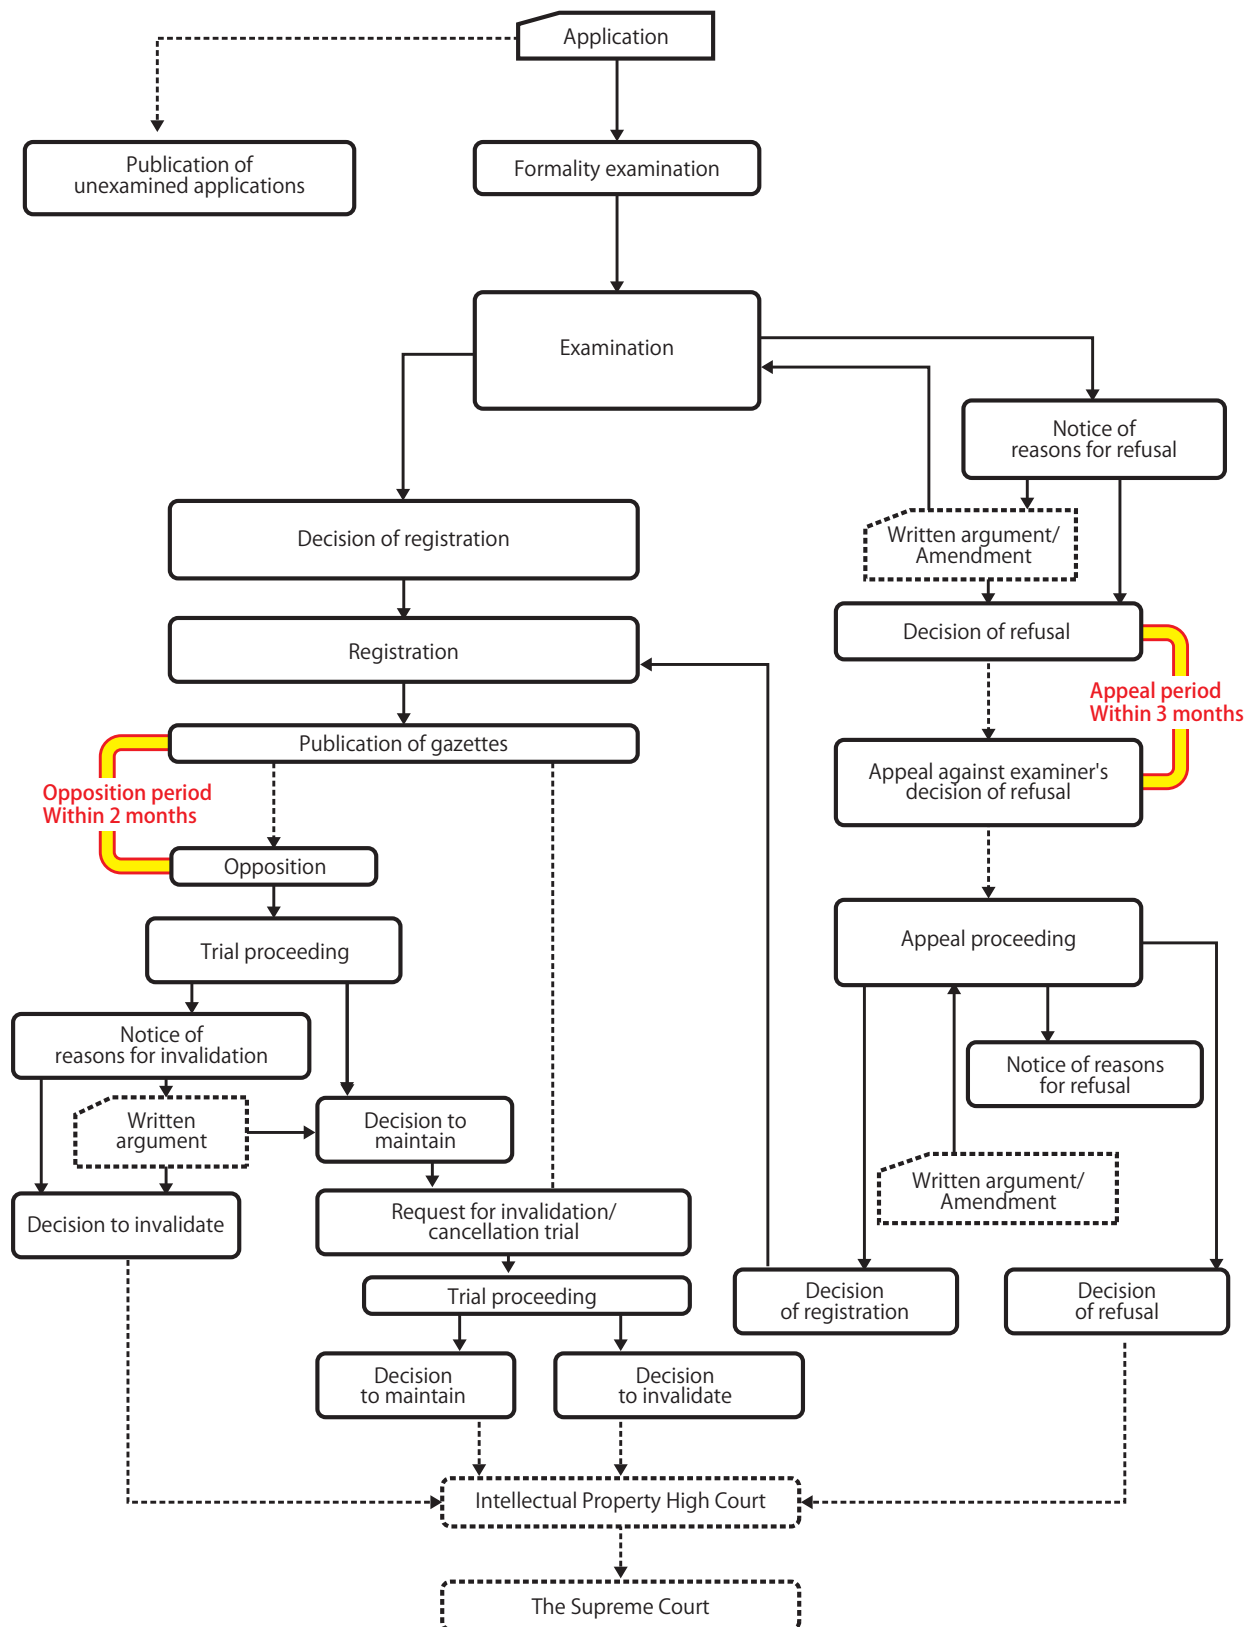 Application
Publication of
unexamined applications
Formality examination
Examination
Notice of
reasons for refusal
Written argument/
Amendment
Decision of registration
Decision of refusal
Registration
Appeal period
Within 3 months
Publication of gazettes
Appeal against examiner's
decision of refusal
Opposition period
Within 2 months
Opposition
Trial proceeding
Appeal proceeding
Notice of
reasons for invalidation
Notice of reasons
for refusal
Written
argument
Decision to
maintain
Written argument/
Amendment
Decision to invalidate
Request for invalidation/
cancellation trial
Trial proceeding
Decision
of registration
Decision
of refusal
Decision
to maintain
Decision
to invalidate
Intellectual Property High Court
The Supreme Court